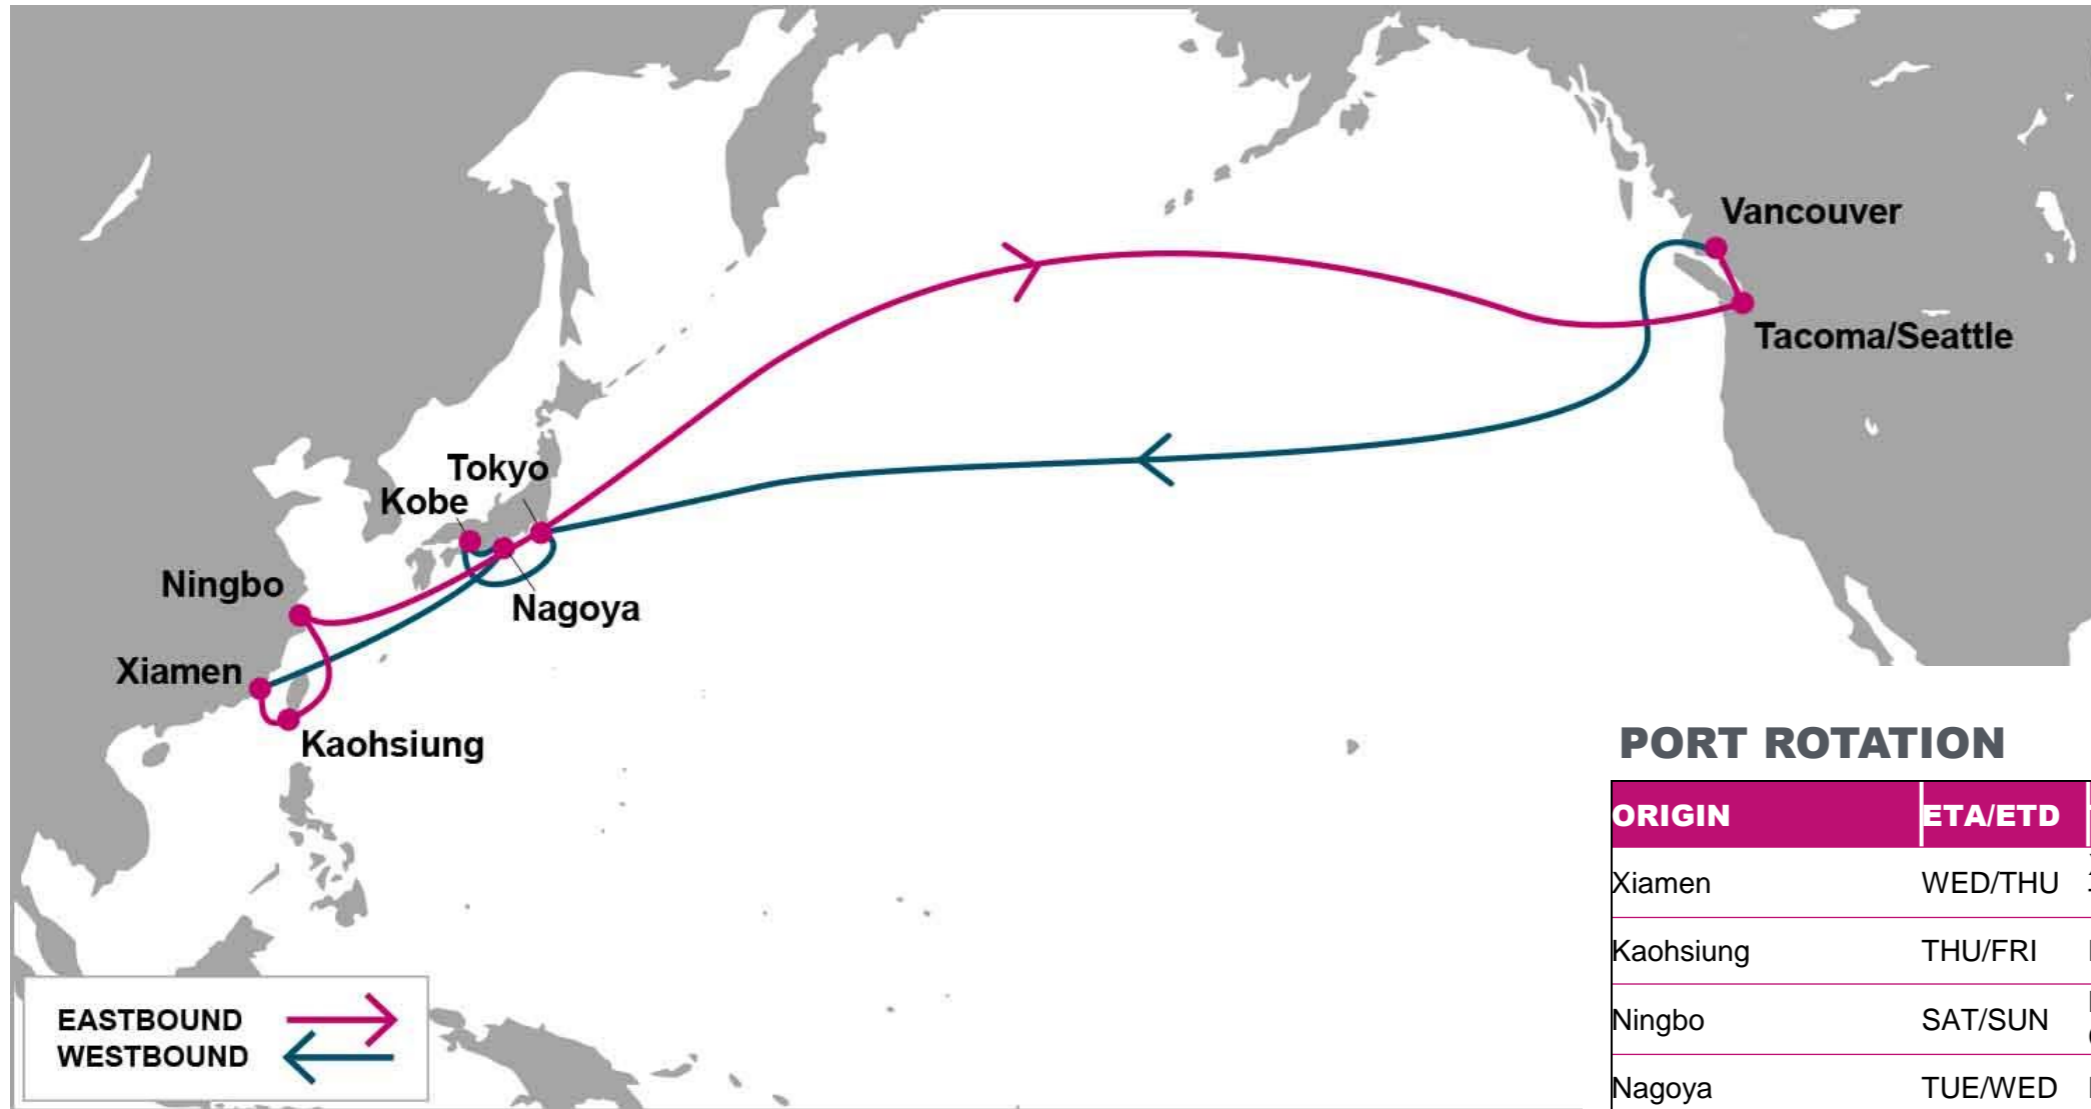 Vancouver
Tacoma/Seattle
Tokyo
Kobe
Ningbo
Nagoya
Xiamen
Kaohsiung
EASTBOUND
WESTBOUND
PORT ROTATION
ORIGIN ETA/ETD
Xiamen WED/THU
Kaohsiung THU/FRI
Ningbo SAT/SUN
Nagoya TUE/WED